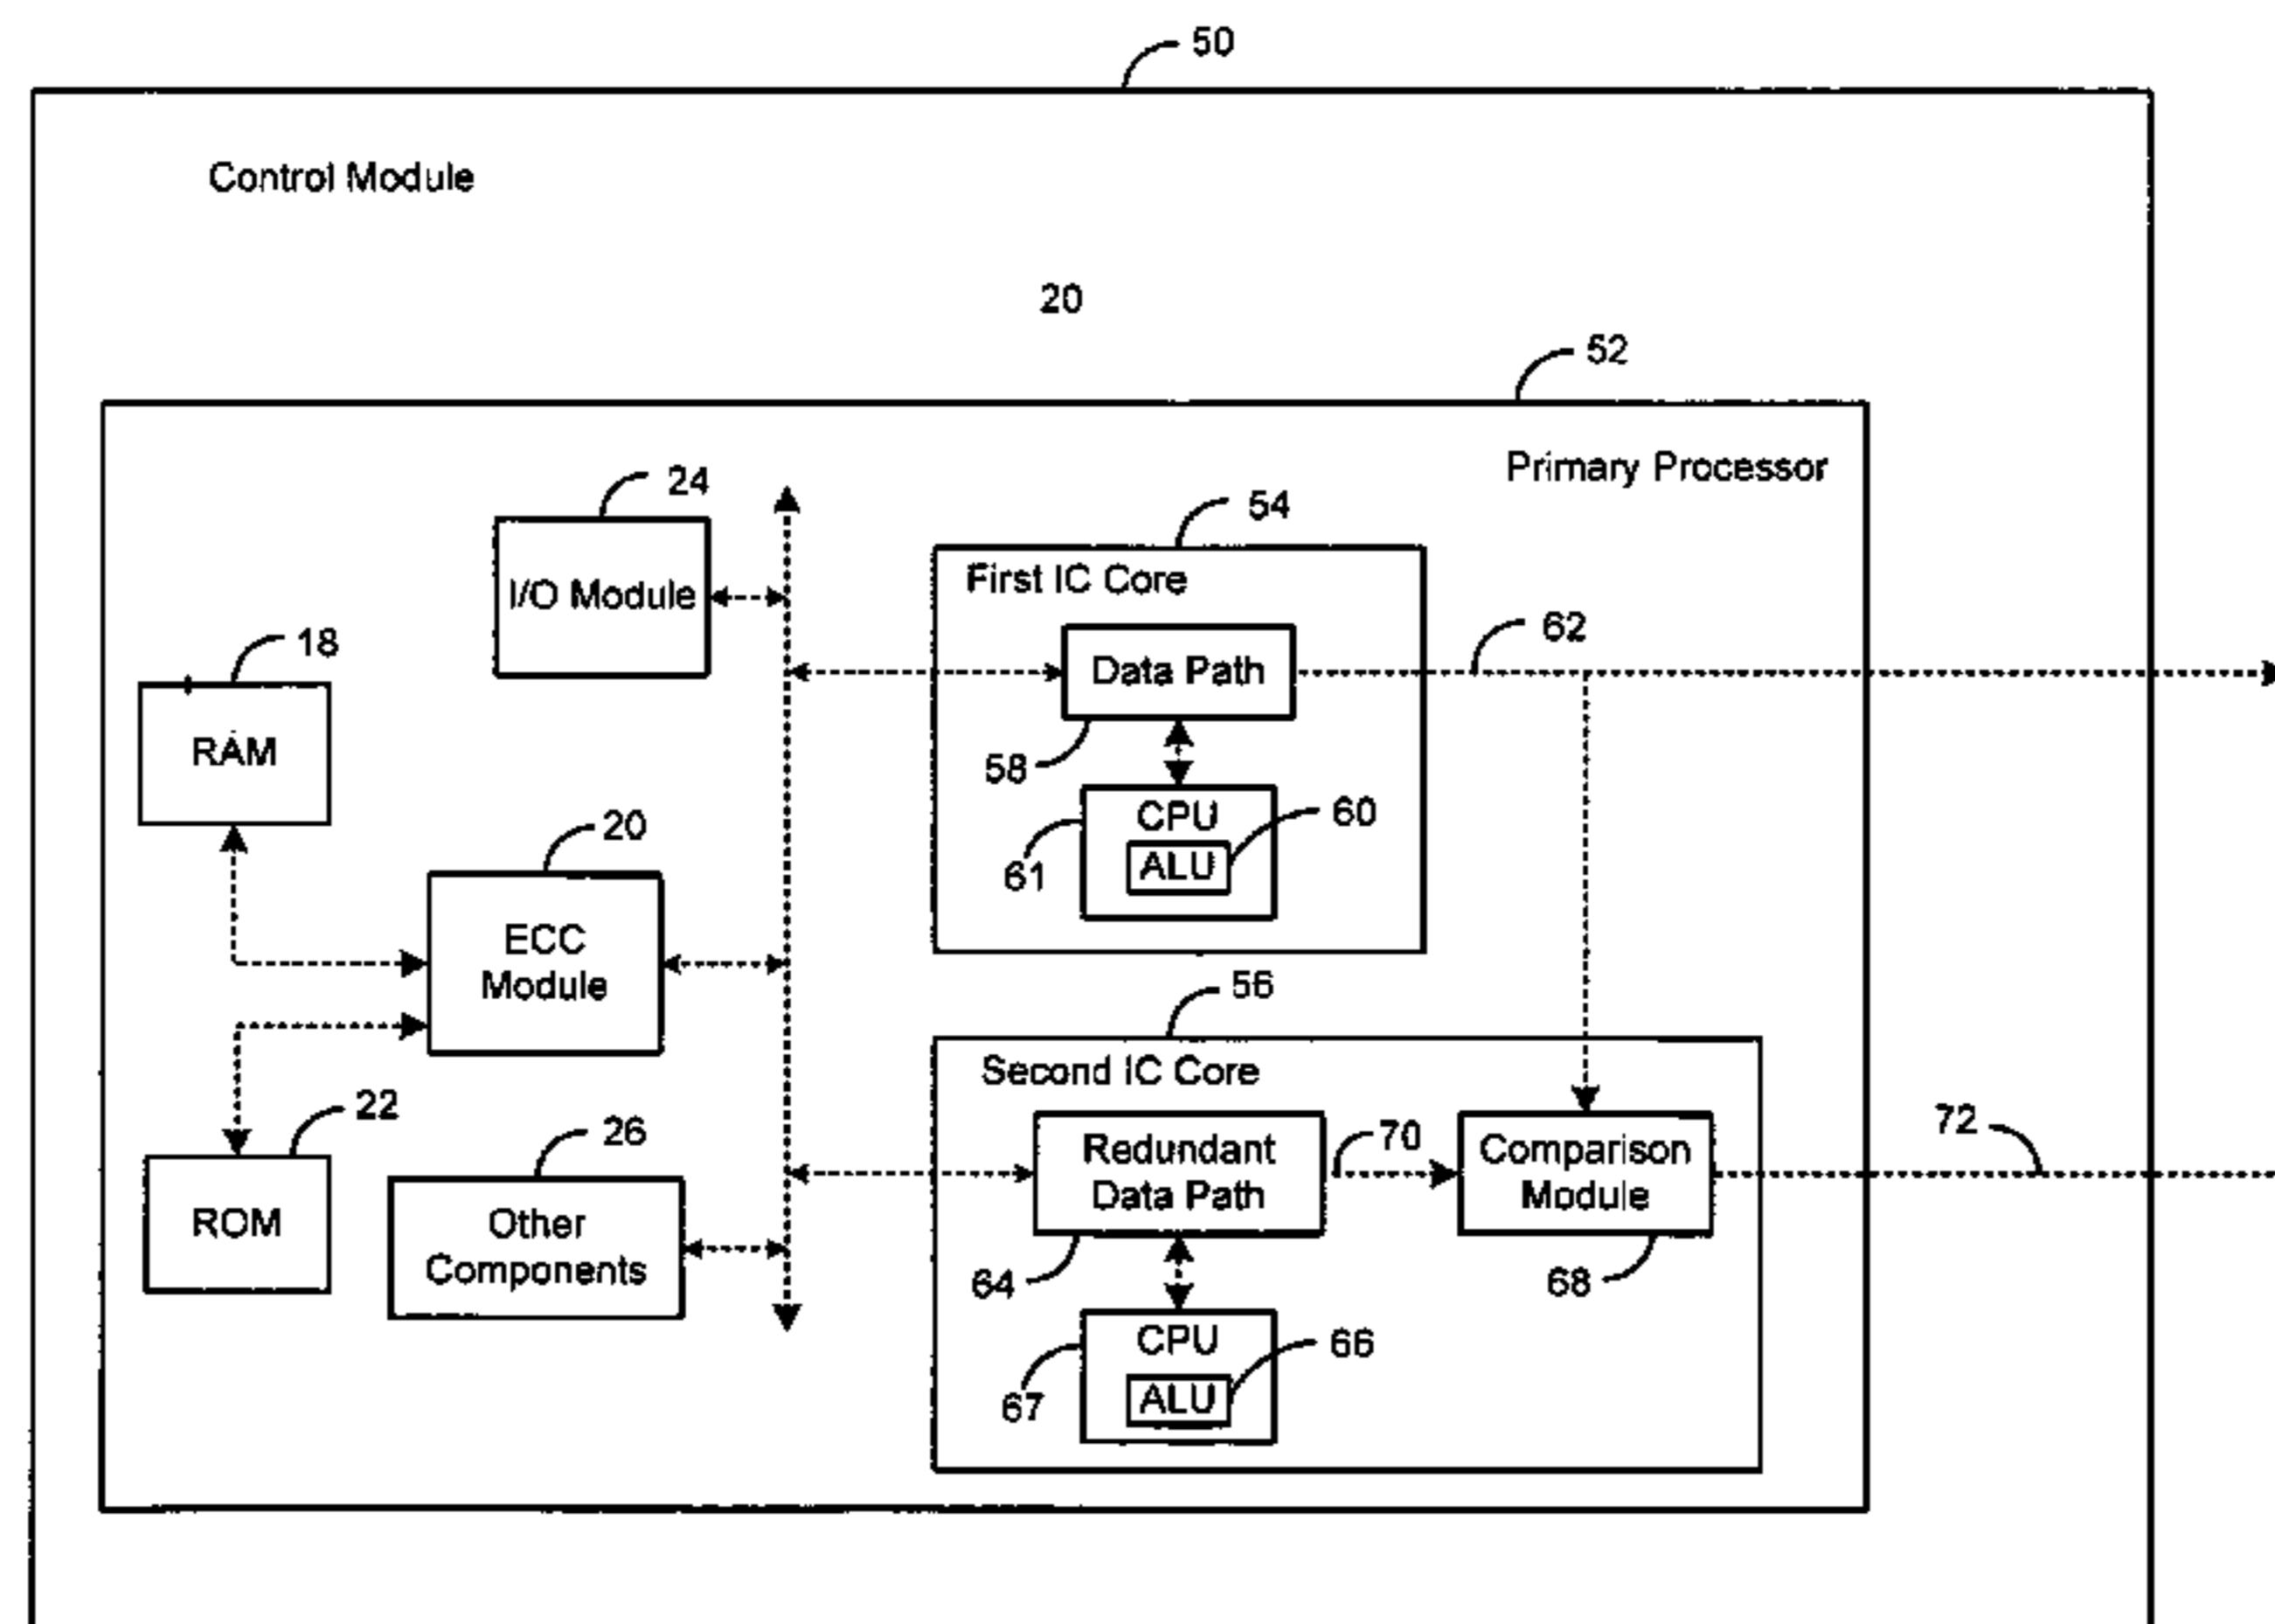 50
Control Module
20
52
Primary Processor
24
I/O Module
54
First IC Core
62
18
RAM
Data Path
58
CPU
60
61
ALU
20
ECC
Module
56
Second IC Core
22
ROM
26
Other
Components
Redundant
Data Path
70
Comparison
Module
72
64
68
CPU
66
67
ALU